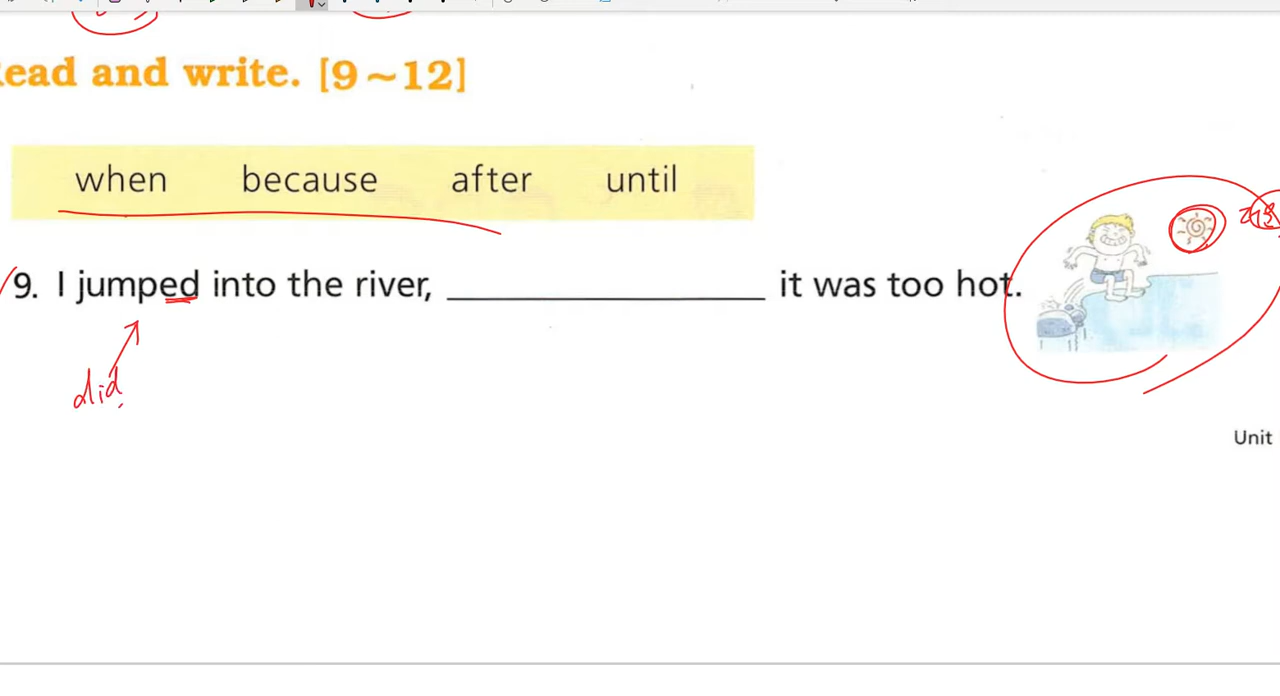 ead and write. [9~12]
when because after until
9. I jumped into the river, ____________ it was too hot.
did
Unit